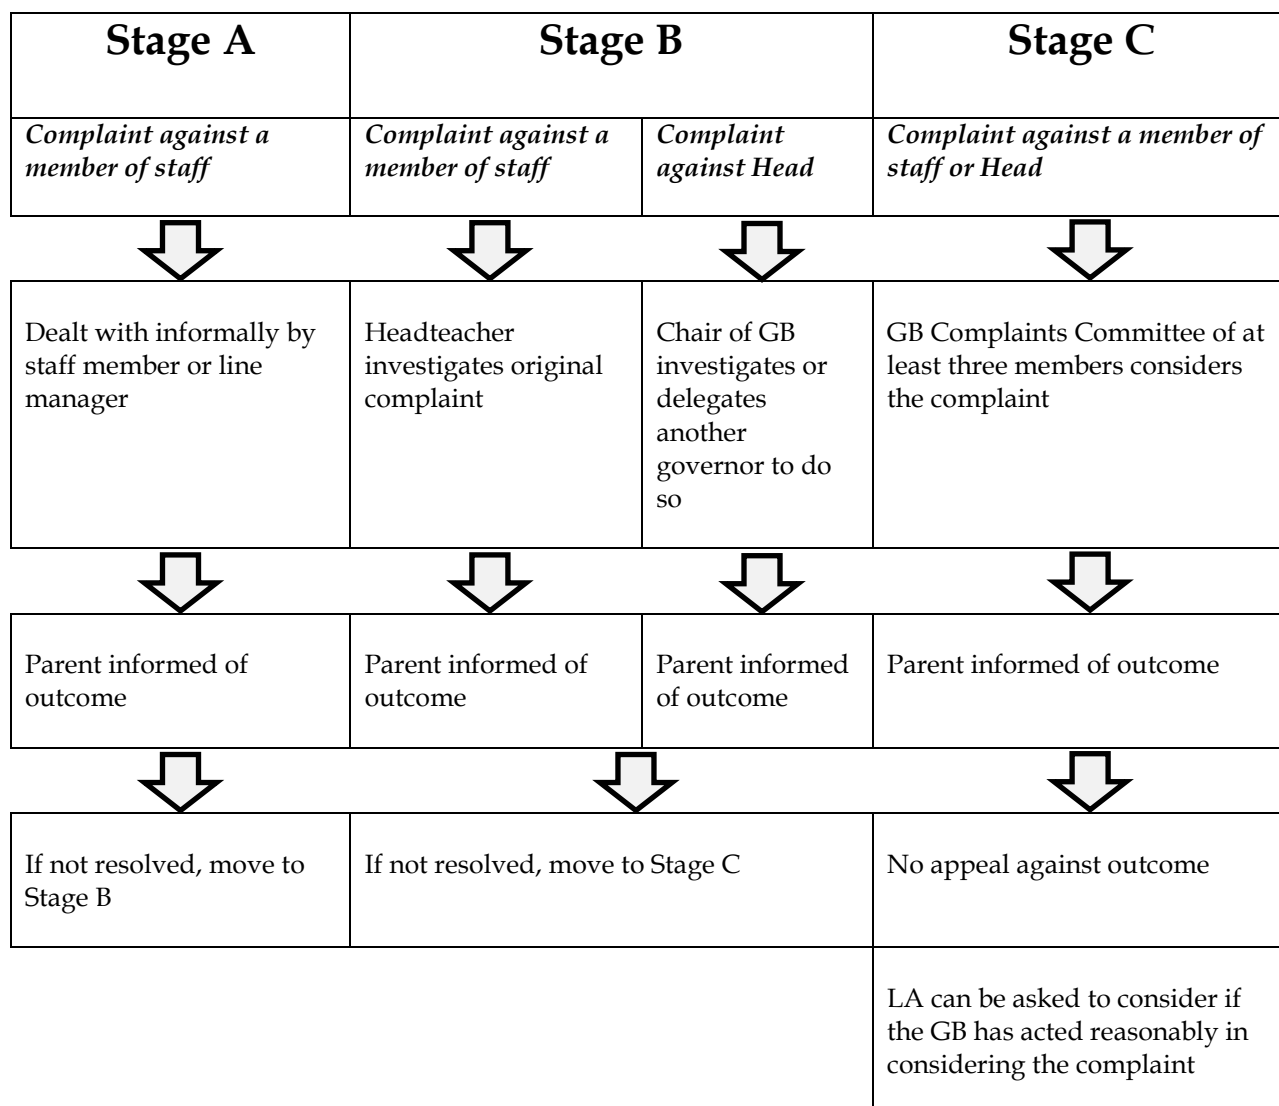 Stage A
Stage B
Stage C
Complaint against a
member of staff
Complaint against a
member of staff
Complaint
against Head
Complaint against a member of
staff or Head
Dealt with informally by
staff member or line
manager
Headteacher
investigates original
complaint
Chair of GB
investigates or
delegates
another
governor to do
so
GB Complaints Committee of at
least three members considers
the complaint
Parent informed of
outcome
Parent informed of
outcome
Parent informed
of outcome
Parent informed of outcome
If not resolved, move to
Stage B
If not resolved, move to Stage C
No appeal against outcome
LA can be asked to consider if
the GB has acted reasonably in
considering the complaint